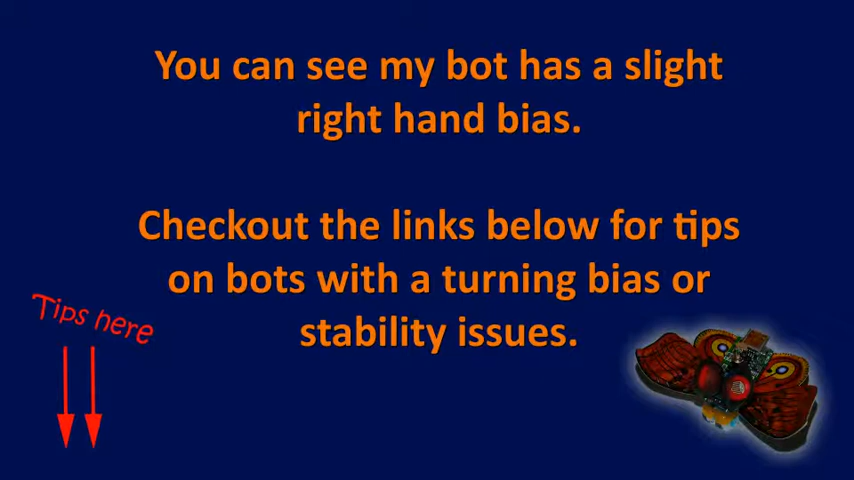 You can see my bot has a slight
right hand bias.
Checkout the links below for tips
on bots with a turning bias or
stability issues.
Tips here